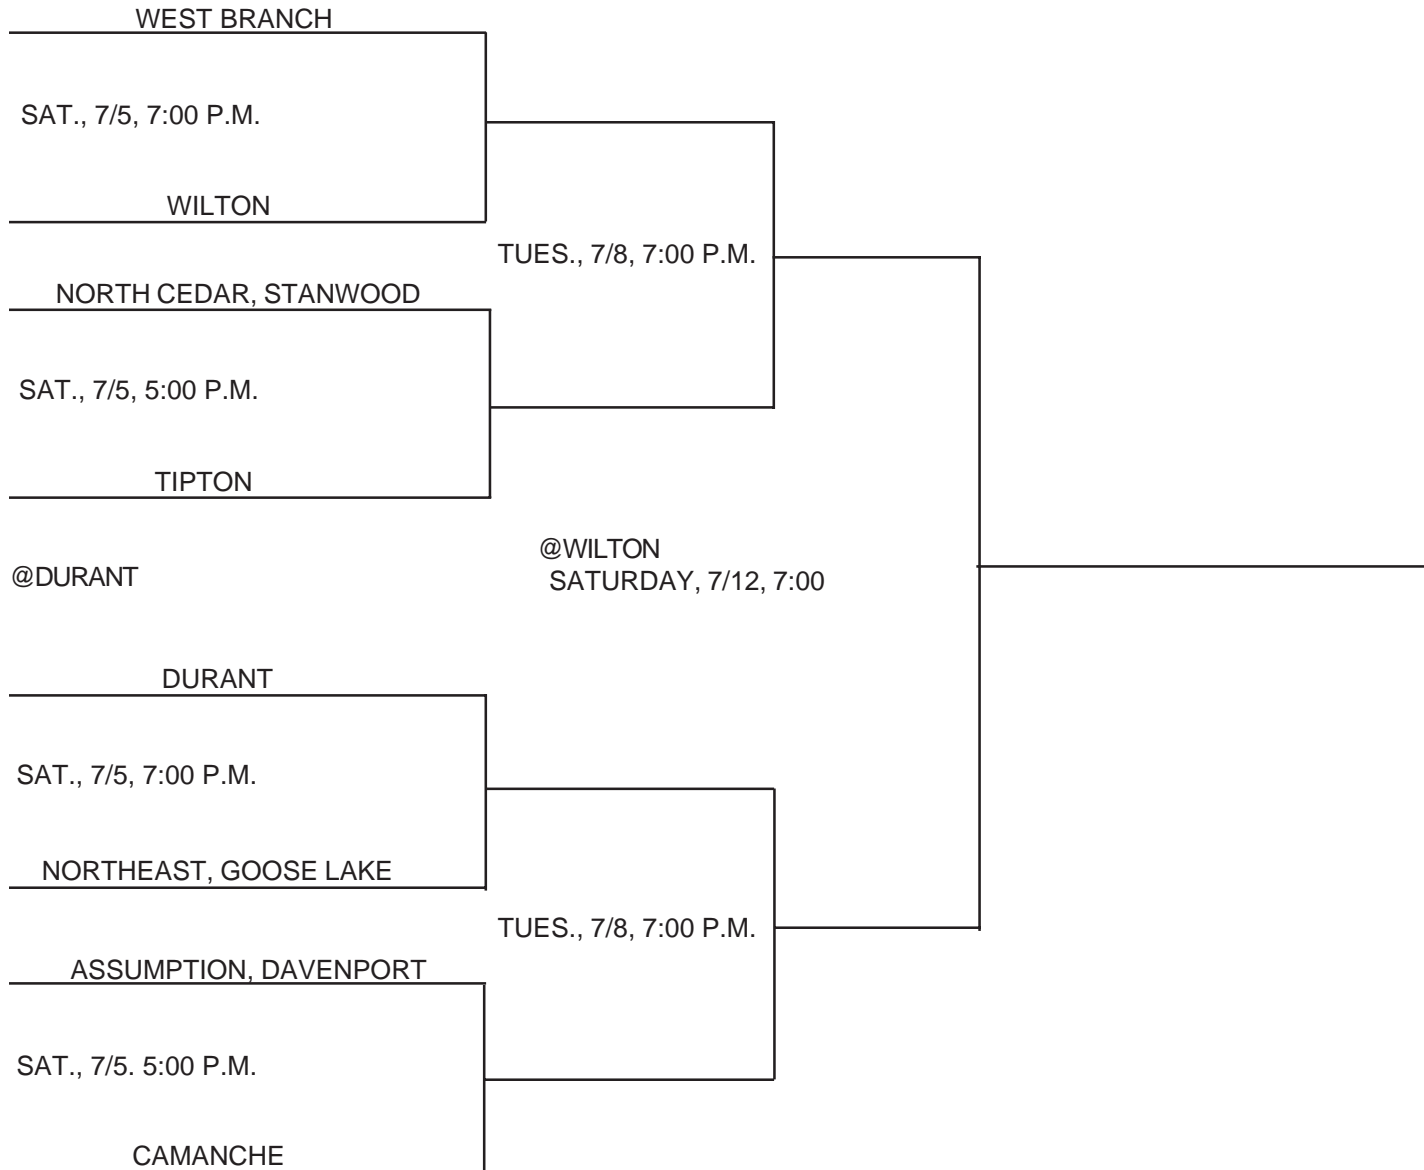 WEST BRANCH
SAT., 7/5, 7:00 P.M.
WILTON
TUES., 7/8, 7:00 P.M.
NORTH CEDAR, STANWOOD
SAT., 7/5, 5:00 P.M.
TIPTON
@WILTON
SATURDAY, 7/12, 7:00
@DURANT
DURANT
SAT., 7/5, 7:00 P.M.
NORTHEAST, GOOSE LAKE
TUES., 7/8, 7:00 P.M.
ASSUMPTION, DAVENPORT
SAT., 7/5. 5:00 P.M.
CAMANCHE